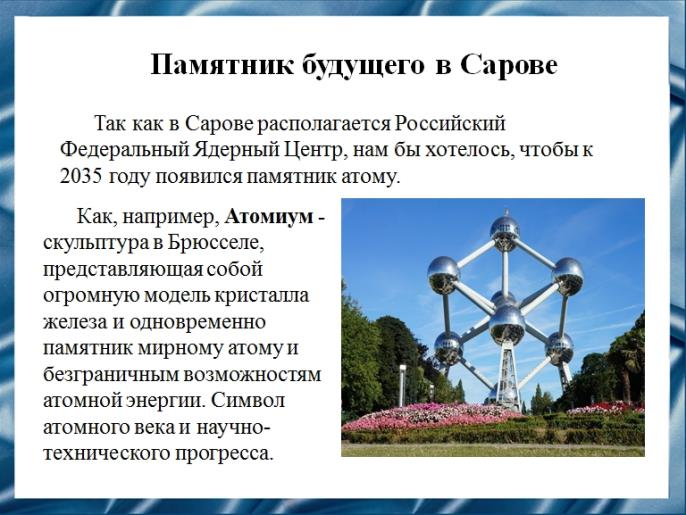 Памятник будущего в Сарове
Так как в Сарове располагается Российский
Федеральный Ядерный Центр, нам бы хотелось, чтобы к
2035 году появился памятник атому.
Как, например, Атомиум -
скульптура в Брюсселе,
представляющая собой
огромную модель кристалла
железа и одновременно
памятник мирному атому и
безграничным возможностям
атомной энергии. Символ
атомного века и научно-
технического прогресса.